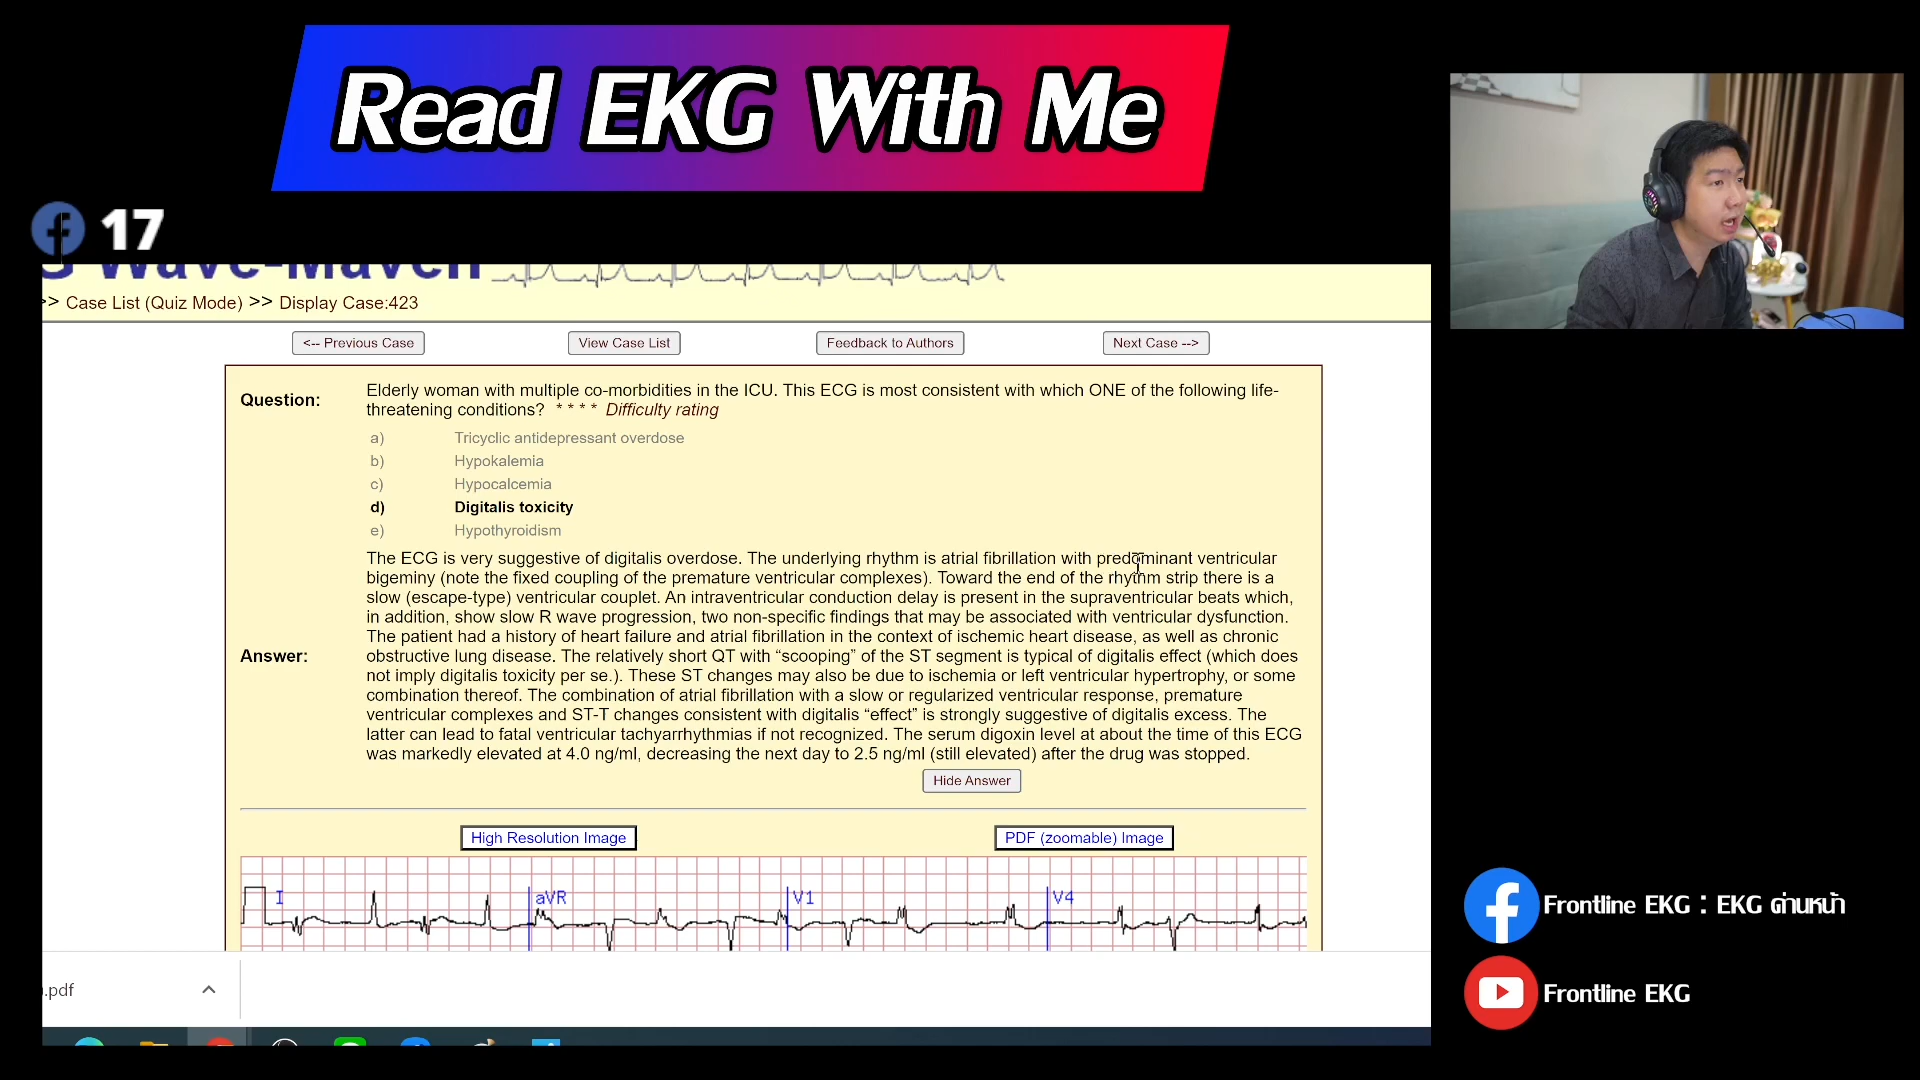 Read EKG With Me
17
G Wave-Maven
>> Case List (Quiz Mode) >> Display Case:423
<-- Previous Case
View Case List
Feedback to Authors
Next Case -->
Question:
Elderly woman with multiple co-morbidities in the ICU. This ECG is most consistent with which ONE of the following life-
threatening conditions? * * * * Difficulty rating
a) Tricyclic antidepressant overdose
b) Hypokalemia
c) Hypocalcemia
d) Digitalis toxicity
e) Hypothyroidism
Answer:
The ECG is very suggestive of digitalis overdose. The underlying rhythm is atrial fibrillation with predominant ventricular
bigeminy (note the fixed coupling of the premature ventricular complexes). Toward the end of the rhythm strip there is a
slow (escape-type) ventricular couplet. An intraventricular conduction delay is present in the supraventricular beats which,
in addition, show slow R wave progression, two non-specific findings that may be associated with ventricular dysfunction.
The patient had a history of heart failure and atrial fibrillation in the context of ischemic heart disease, as well as chronic
obstructive lung disease. The relatively short QT with “scooping” of the ST segment is typical of digitalis effect (which does
not imply digitalis toxicity per se.). These ST changes may also be due to ischemia or left ventricular hypertrophy, or some
combination thereof. The combination of atrial fibrillation with a slow or regularized ventricular response, premature
ventricular complexes and ST-T changes consistent with digitalis “effect” is strongly suggestive of digitalis excess. The
latter can lead to fatal ventricular tachyarrhythmias if not recognized. The serum digoxin level at about the time of this ECG
was markedly elevated at 4.0 ng/ml, decreasing the next day to 2.5 ng/ml (still elevated) after the drug was stopped.
Hide Answer
High Resolution Image
PDF (zoomable) Image
I
aVR
V1
V4
.pdf
Frontline EKG : EKG ด่านหน้า
Frontline EKG